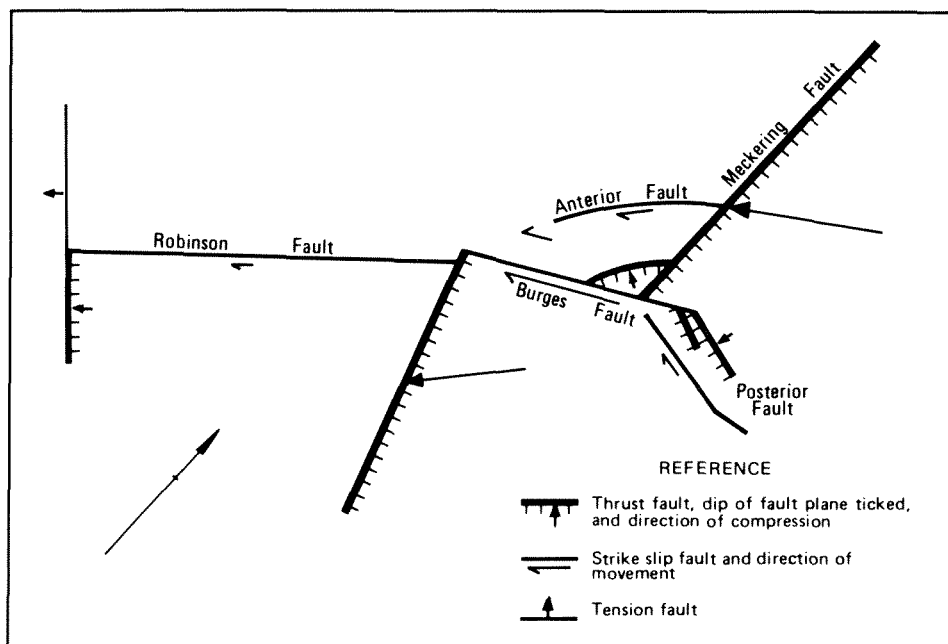 Meckering Fault
Anterior Fault
Robinson Fault
Burges Fault
Posterior
Fault
REFERENCE
Thrust fault, dip of fault plane ticked,
and direction of compression
Strike slip fault and direction of
movement
Tension fault